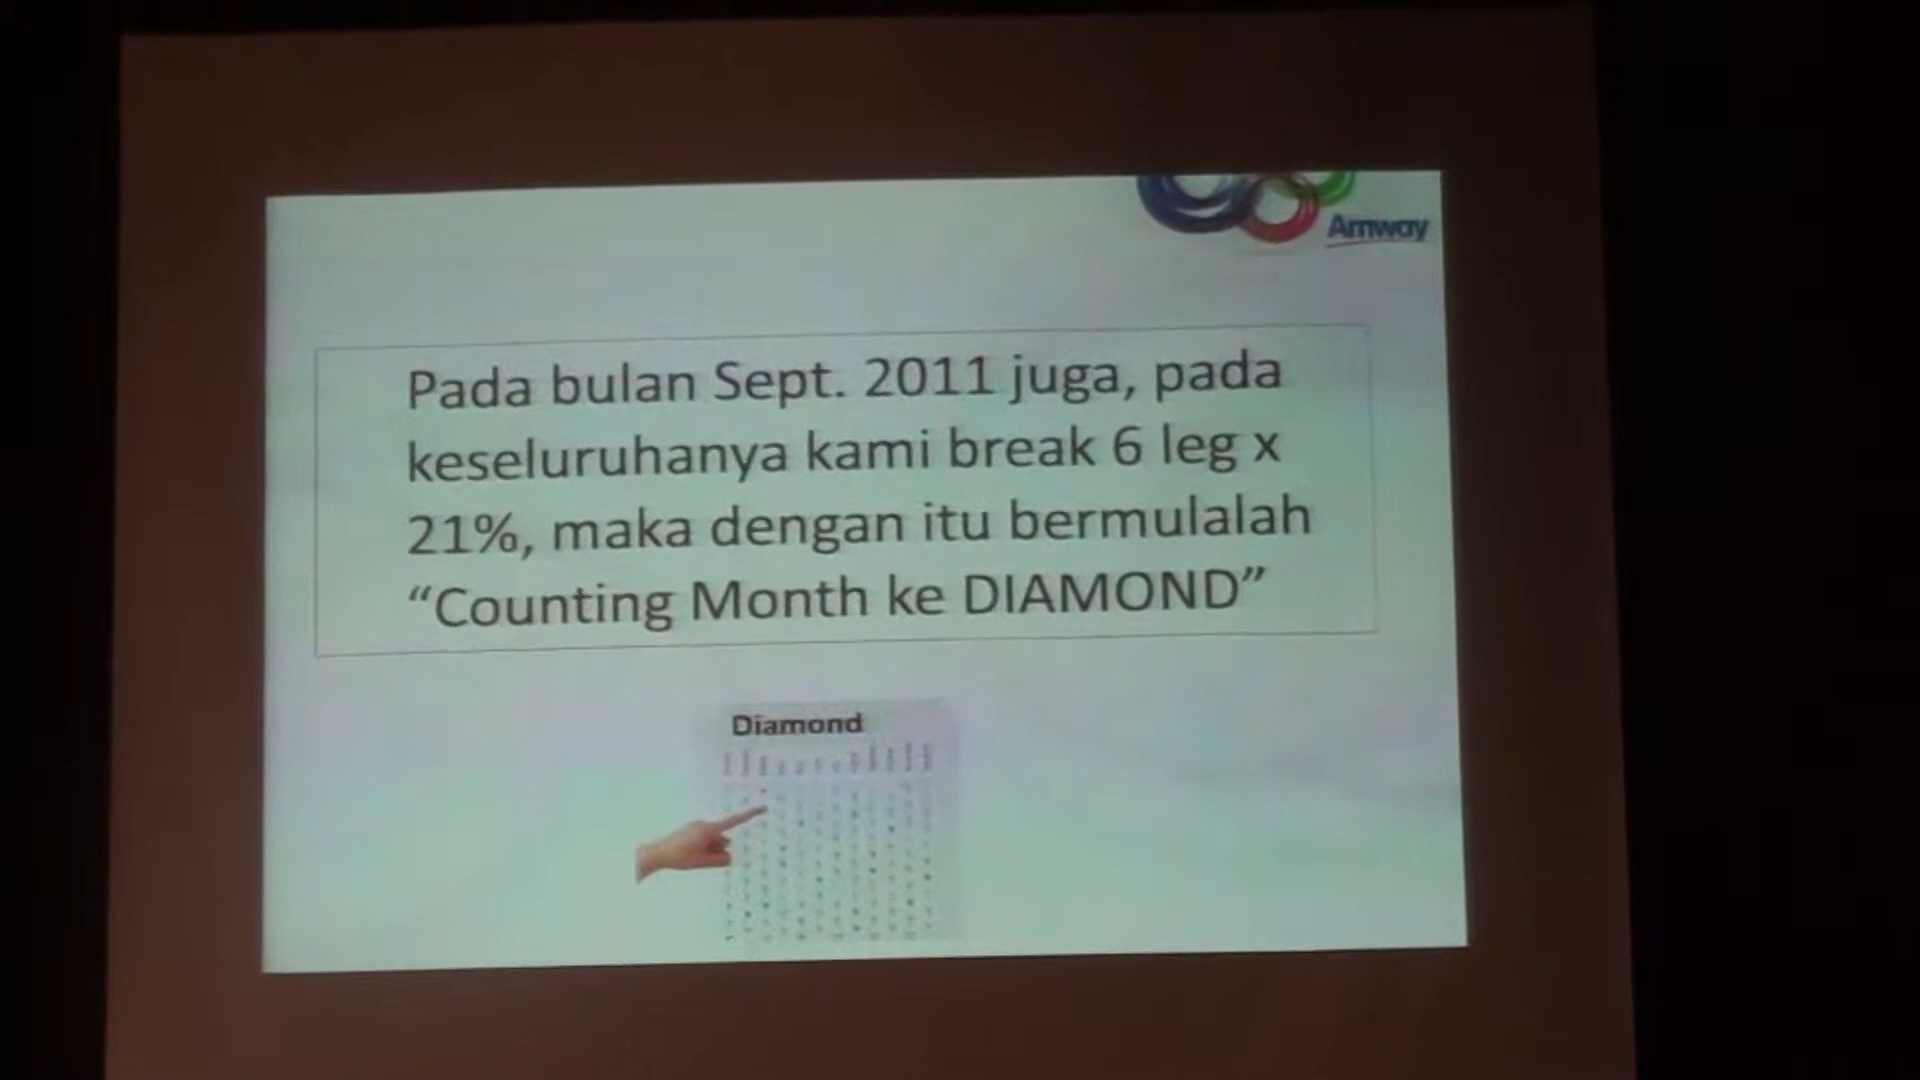 Amway
Pada bulan Sept. 2011 juga, pada
keseluruhanya kami break 6 leg x
21%, maka dengan itu bermulalah
“Counting Month ke DIAMOND”
Diamond